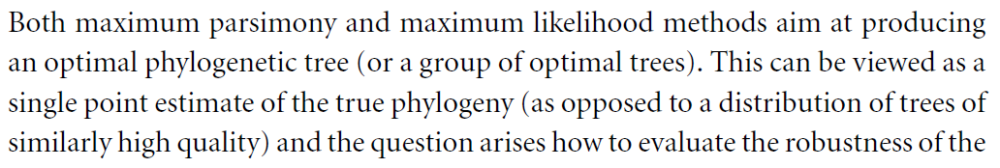 Both maximum parsimony and maximum likelihood methods aim at producing
an optimal phylogenetic tree (or a group of optimal trees). This can be viewed as a
single point estimate of the true phylogeny (as opposed to a distribution of trees of
similarly high quality) and the question arises how to evaluate the robustness of the